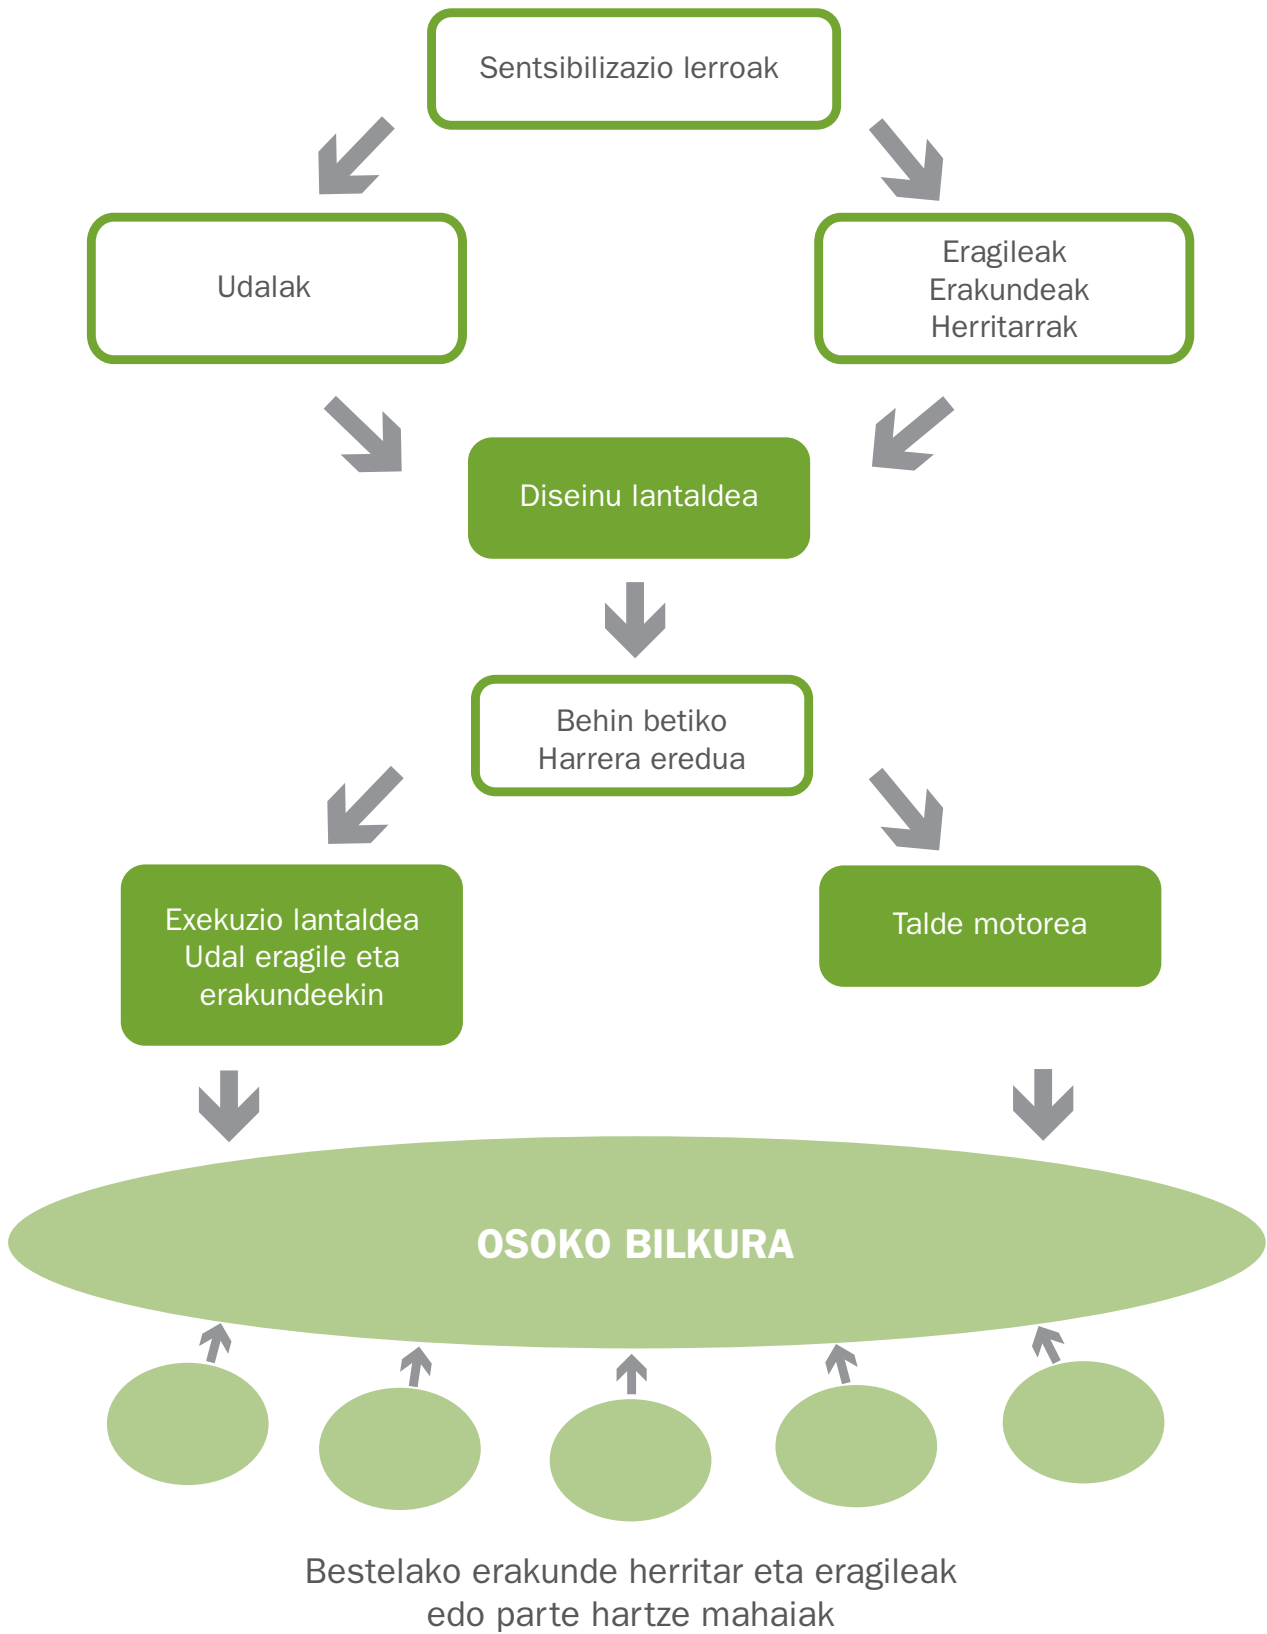 Sentsibilizazio lerroak
Udalak
Eragileak
Erakundeak
Herritarrak
Diseinu lantaldea
Behin betiko
Harrera eredua
Exekuzio lantaldea
Udal eragile eta
erakundeekin
Talde motorea
OSOKO BILKURA
Bestelako erakunde herritar eta eragileak
edo parte hartze mahaiak